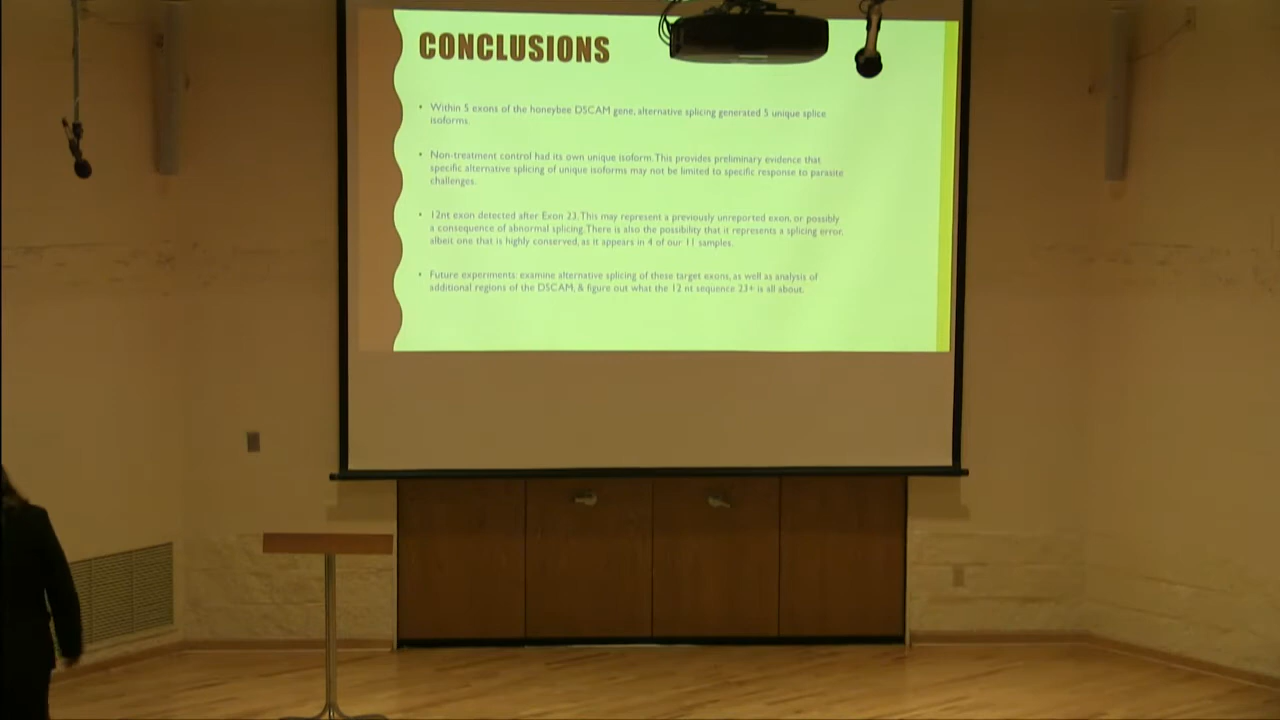 CONCLUSIONS
• Within 5 exons of the honeybee DSCAM gene, alternative splicing generated 5 unique splice
isoforms.
• Non-treatment control had its own unique isoform. This provides preliminary evidence that
specific alternative splicing of unique isoforms may not be limited to specific response to parasite
challenges.
• 12nt exon detected after Exon 23. This may represent a previously unreported exon, or possibly
a consequence of abnormal splicing. There is also the possibility that it represents a splicing error,
albeit one that is highly conserved, as it appears in 4 of our 11 samples.
• Future experiments: examine alternative splicing of these target exons, as well as analysis of
additional regions of the DSCAM, & figure out what the 12 nt sequence 23+ is all about.